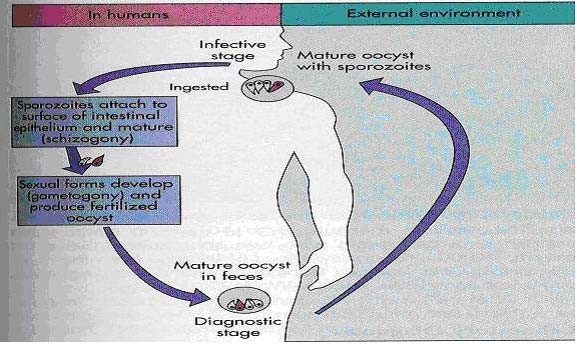 In humans
External environment
Infective
stage
Mature oocyst
with sporozoites
Ingested
Sporozoites attach to
surface of intestinal
epithelium and mature
(schizogony)
Sexual forms develop
(gametogony) and
produce fertilized
oocyst
Mature oocyst
in feces
Diagnostic
stage